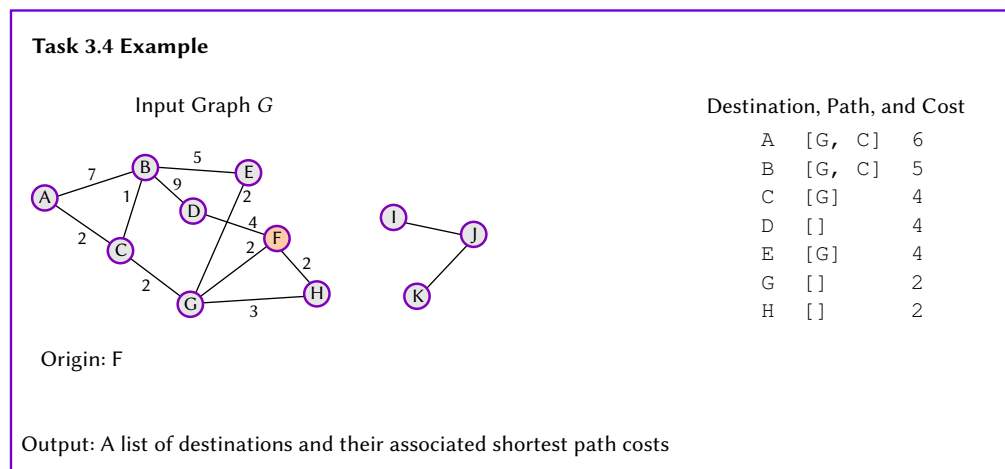 Task 3.4 Example
Input Graph G
Destination, Path, and Cost
A [G, C] 6
B [G, C] 5
C [G] 4
D [] 4
E [G] 4
G [] 2
H [] 2
7
B
5
E
9
2
A
1
D
4
I
F
J
2
C
2
2
2
G
3
H
K
Origin: F
Output: A list of destinations and their associated shortest path costs